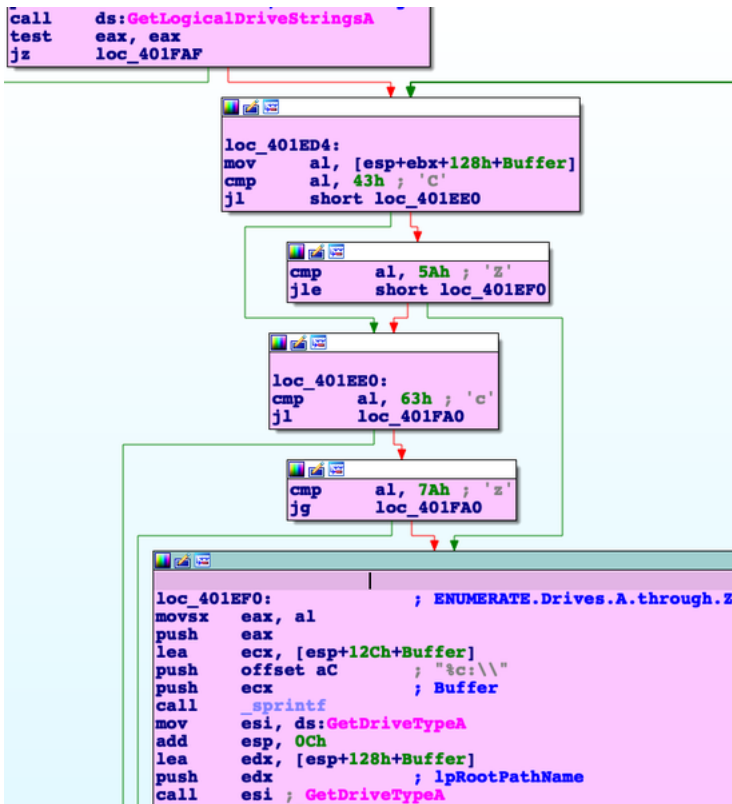 call ds:GetLogicalDriveStringsA
test eax, eax
jz loc_401FAF
loc_401ED4:
mov al, [esp+ebx+128h+Buffer]
cmp al, 43h ; 'C'
jl short loc_401EE0
cmp al, 5Ah ; 'Z'
jle short loc_401EF0
loc_401EE0:
cmp al, 63h ; 'c'
jl loc_401FA0
cmp al, 7Ah ; 'z'
jg loc_401FA0
loc_401EF0: ; ENUMERATE.Drives.A.through.Z
movsx eax, al
push eax
lea ecx, [esp+12Ch+Buffer]
push offset aC ; "%c:\\"
push ecx ; Buffer
call _sprintf
mov esi, ds:GetDriveTypeA
add esp, 0Ch
lea edx, [esp+128h+Buffer]
push edx ; lpRootPathName
call esi ; GetDriveTypeA